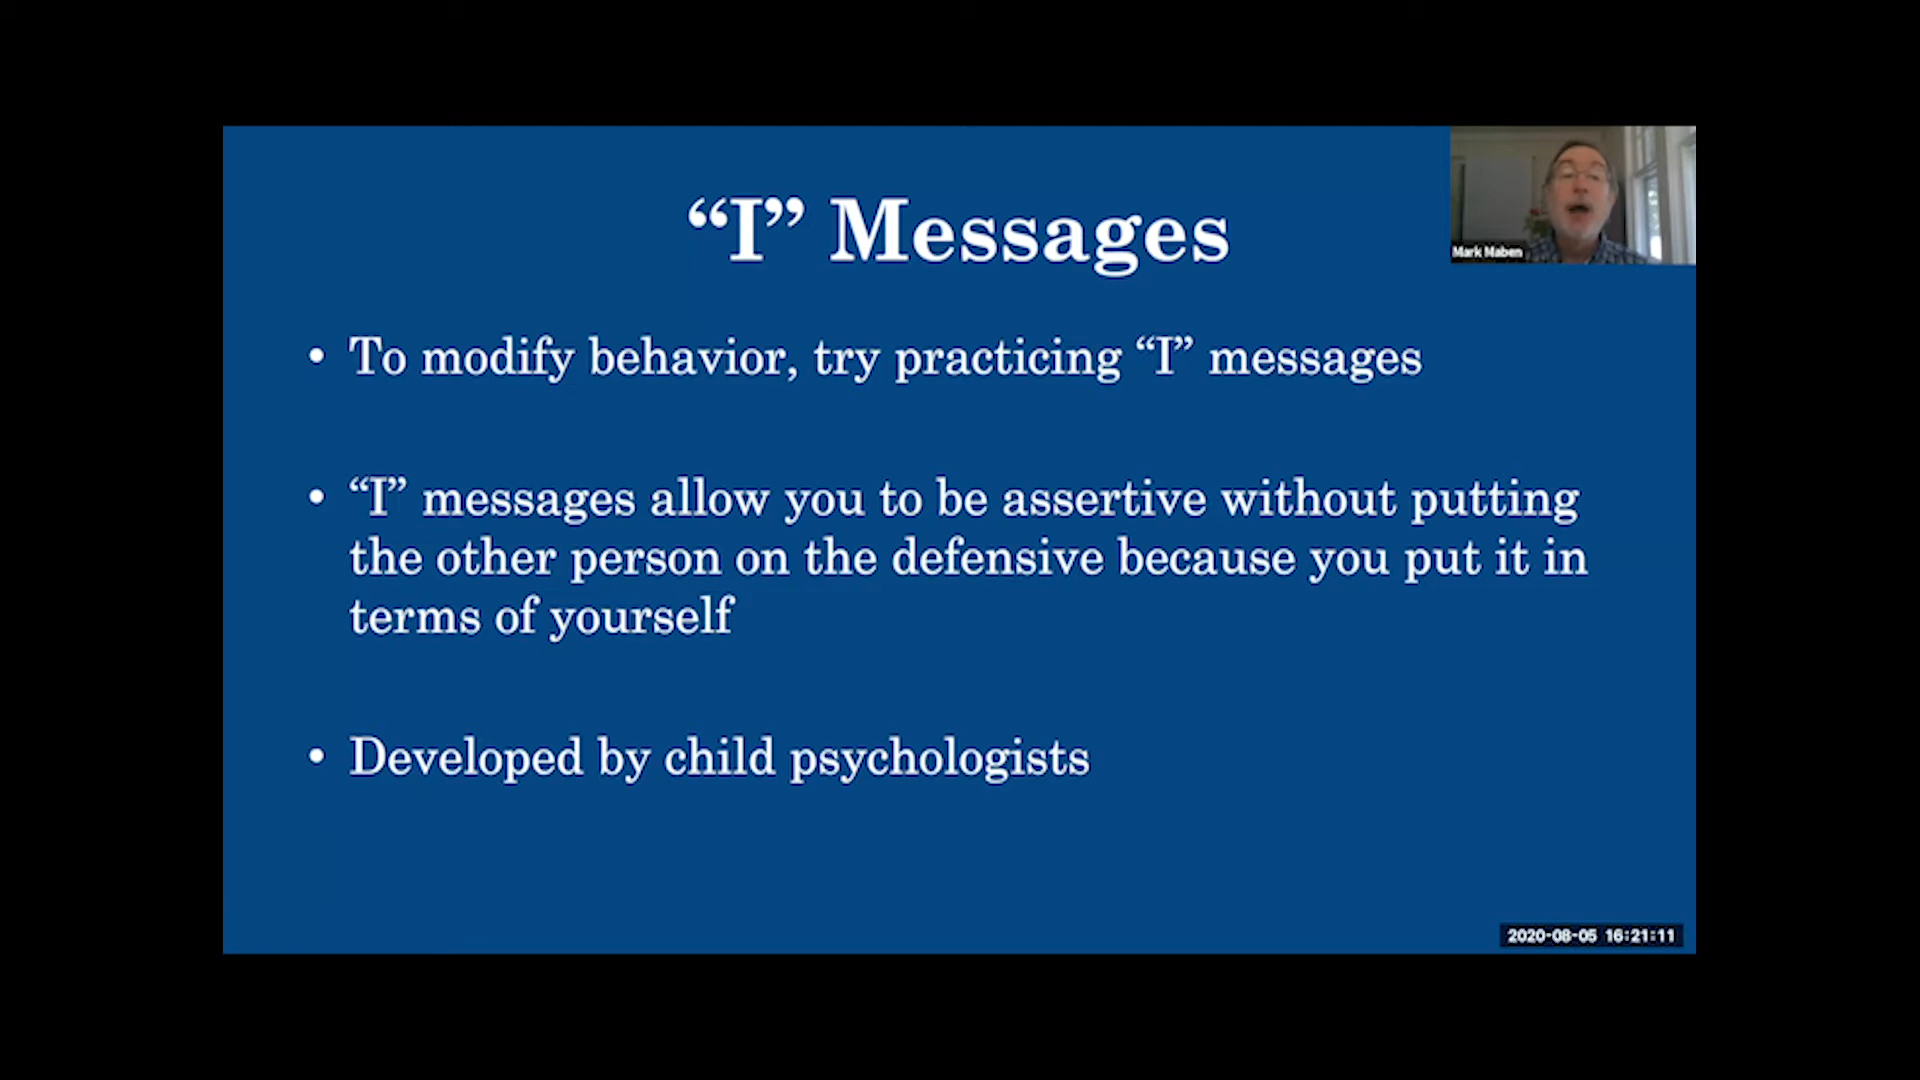 “I” Messages
Mark Maben
• To modify behavior, try practicing “I” messages
• “I” messages allow you to be assertive without putting
the other person on the defensive because you put it in
terms of yourself
• Developed by child psychologists
2020-08-05 16:21:11